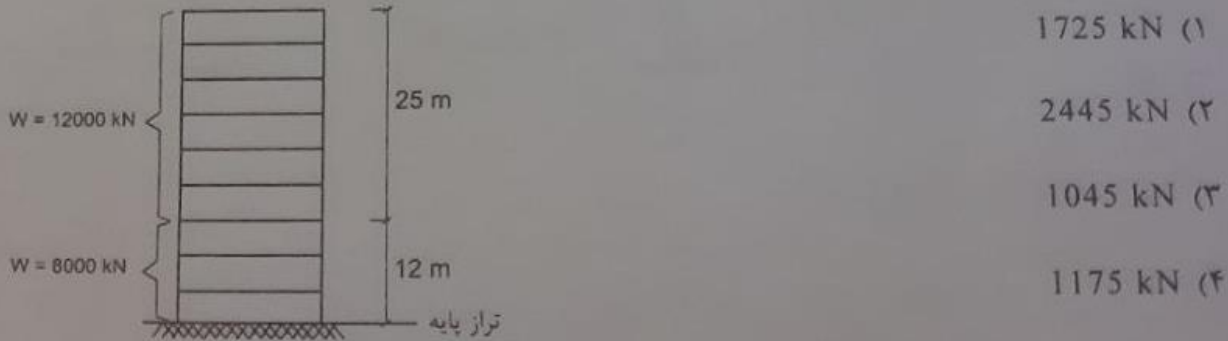 1725 kN (۱
25 m
W = 12000 kN
2445 kN (۲
1045 kN (۳
12 m
W = 8000 kN
1175 kN (۴
تراز پایه